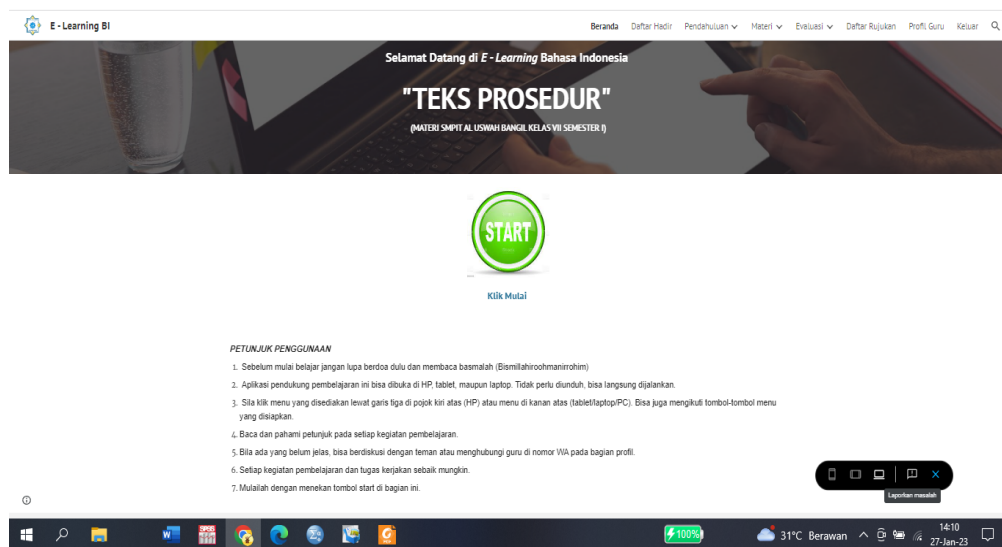 E - Learning BI
Beranda Daftar Hadir Pendahuluan Materi Evaluasi Daftar Rujukan Profil Guru Keluar
Selamat Datang di E - Learning Bahasa Indonesia
"TEKS PROSEDUR"
(MATERI SMPIT AL USWAH BANGIL KELAS VII SEMESTER I)
START
Klik Mulai
PETUNJUK PENGGUNAAN
1. Sebelum mulai belajar jangan lupa berdoa dulu dan membaca basmalah (Bismillahiroohmanirrohim)
2. Aplikasi pendukung pembelajaran ini bisa dibuka di HP, tablet, maupun laptop. Tidak perlu diunduh, bisa langsung dijalankan.
3. Sila klik menu yang disediakan lewat garis tiga di pojok kiri atas (HP) atau menu di kanan atas (tablet/laptop/PC). Bisa juga mengikuti tombol-tombol menu
yang disiapkan.
4. Baca dan pahami petunjuk pada setiap kegiatan pembelajaran.
5. Bila ada yang belum jelas, bisa berdiskusi dengan teman atau menghubungi guru di nomor WA pada bagian profil.
6. Setiap kegiatan pembelajaran dan tugas kerjakan sebaik mungkin.
7. Mulailah dengan menekan tombol start di bagian ini.
Laporkan masalah
100%
31°C Berawan
14:10
27-Jan-23